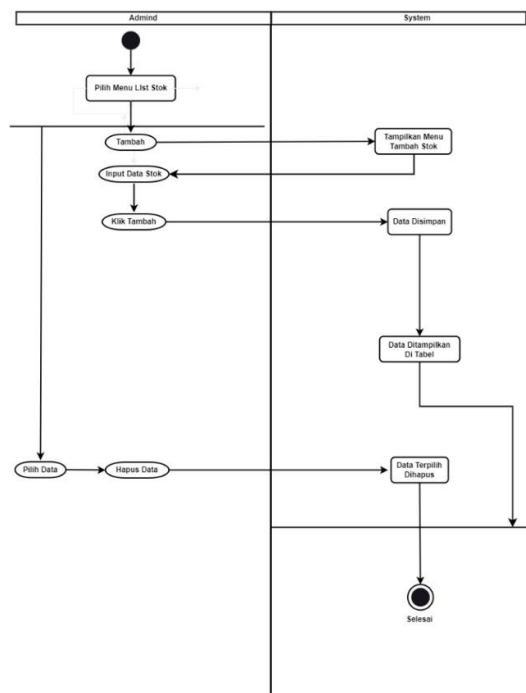 Admind
System
Pilih Menu List Stok
Tambah
Tampilkan Menu
Tambah Stok
Input Data Stok
Klik Tambah
Data Disimpan
Data Ditampilkan
Di Tabel
Pilih Data
Hapus Data
Data Terpilih
Dihapus
Selesai